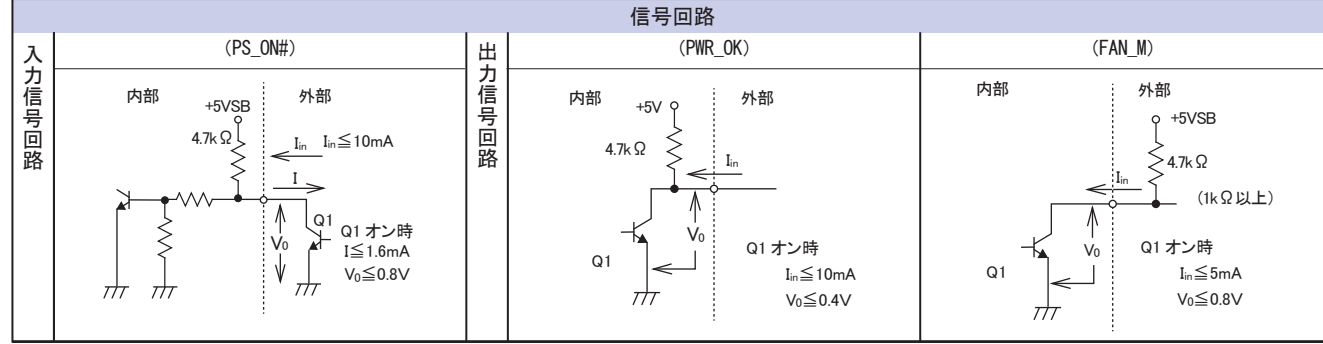 信号回路
入力信号回路
(PS_ON#)
内部
外部
+5VSB
4.7kΩ
Iin
Iin≦10mA
I
V0
Q1
Q1 オン時
I≦1.6mA
V0≦0.8V
出力信号回路
(PWR_OK)
内部
外部
+5V
4.7kΩ
Iin
V0
Q1
Q1 オン時
Iin≦10mA
V0≦0.4V
(FAN_M)
内部
外部
+5VSB
4.7kΩ
Iin
(1kΩ以上)
V0
Q1
Q1 オン時
Iin≦5mA
V0≦0.8V